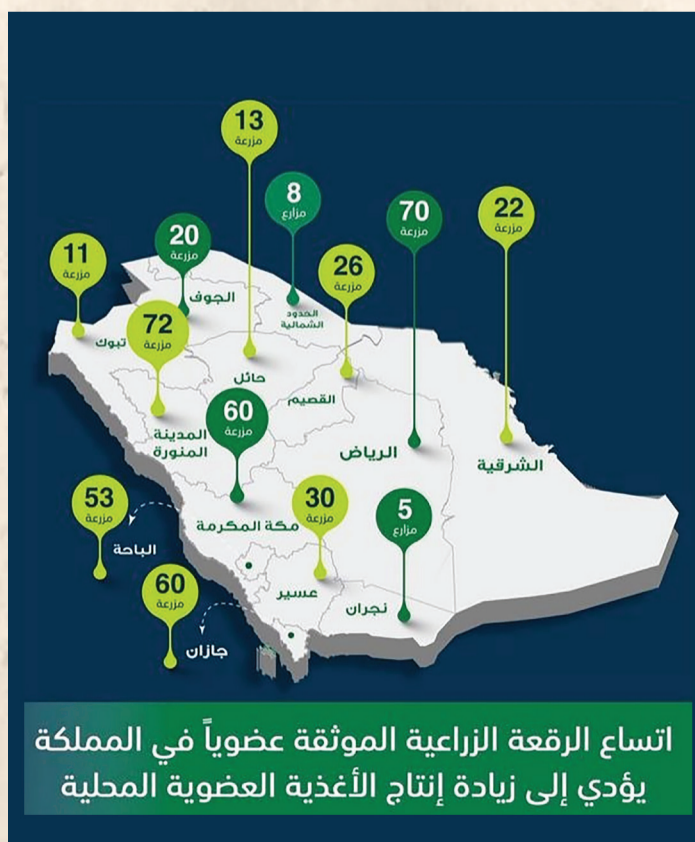 13
مزرعة
8
مزارع
70
مزرعة
22
مزرعة
20
مزرعة
11
مزرعة
26
مزرعة
الجوف
الحدود
الشمالية
72
مزرعة
تبوك
حائل
القصيم
60
مزرعة
المدينة
المنورة
الرياض
الشرقية
53
مزرعة
30
مزرعة
5
مزارع
مكة المكرمة
الباحة
60
مزرعة
عسير
نجران
جازان
اتساع الرقعة الزراعية الموثقة عضوياً في المملكة
يؤدي إلى زيادة إنتاج الأغذية العضوية المحلية